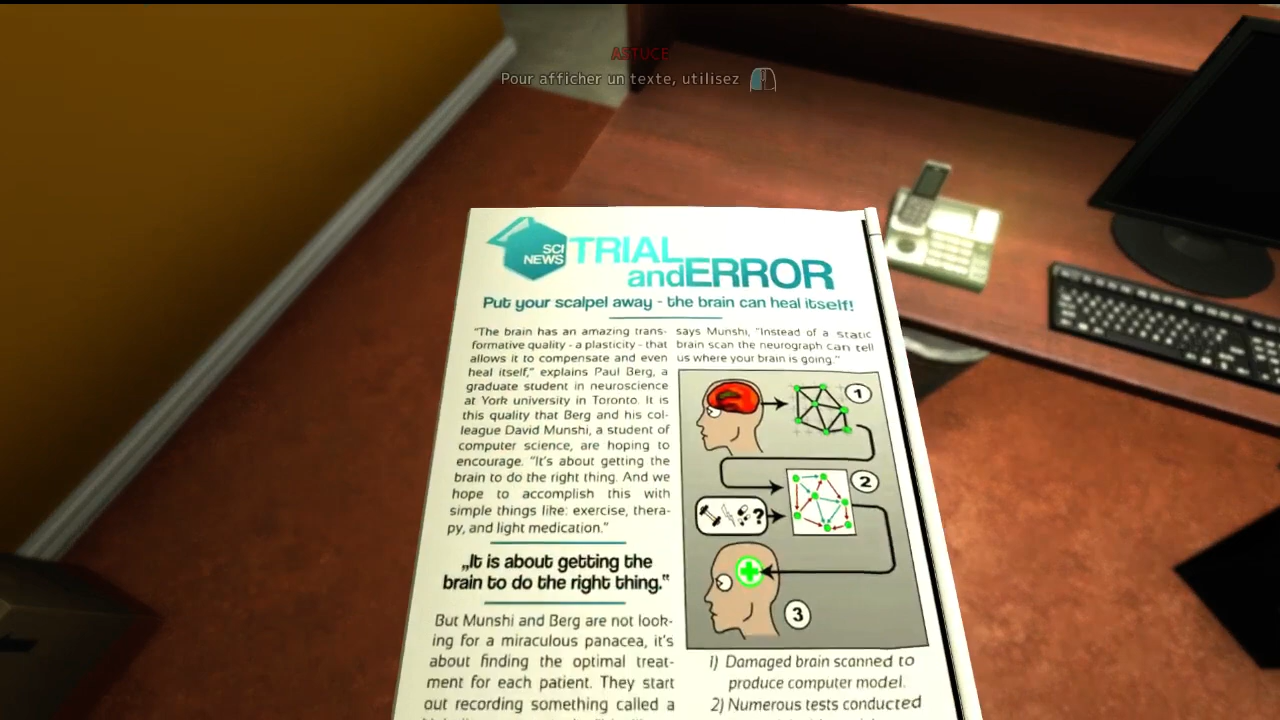 ASTUCE
Pour afficher un texte, utilisez
SCI
NEWS
TRIAL
and ERROR
Put your scalpel away - the brain can heal itself!
"The brain has an amazing trans-
formative quality - a plasticity - that
allows it to compensate and even
heal itself," explains Paul Berg, a
graduate student in neuroscience
at York university in Toronto. It is
this quality that Berg and his col-
league David Munshi, a student of
computer science, are hoping to
encourage. "It's about getting the
brain to do the right thing. And we
hope to accomplish this with
simple things like: exercise, thera-
py, and light medication."
„It is about getting the
brain to do the right thing."
But Munshi and Berg are not look-
ing for a miraculous panacea, it's
about finding the optimal treat-
ment for each patient. They start
out recording something called a
says Munshi, "Instead of a static
brain scan the neurograph can tell
us where your brain is going."
1
2
?
3
1) Damaged brain scanned to
produce computer model.
2) Numerous tests conducted